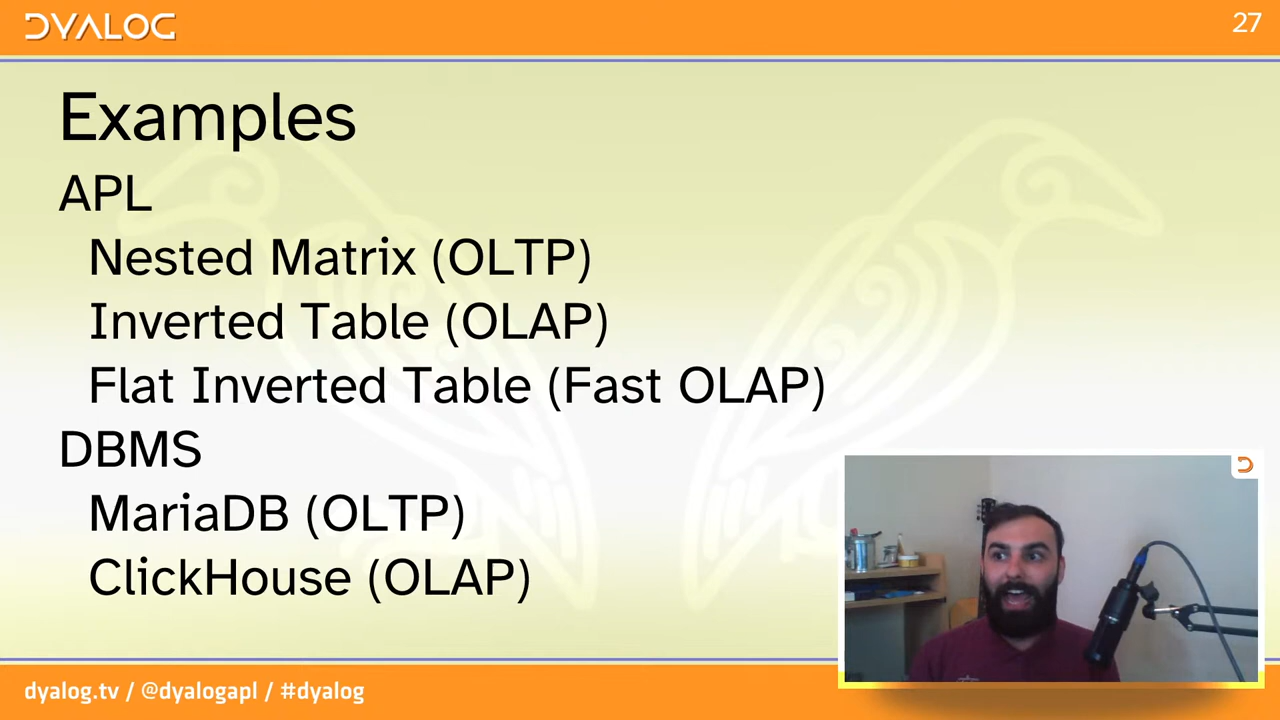 DYALOG
27
Examples
APL
Nested Matrix (OLTP)
Inverted Table (OLAP)
Flat Inverted Table (Fast OLAP)
DBMS
MariaDB (OLTP)
ClickHouse (OLAP)
dyalog.tv / @dyalogapl / #dyalog